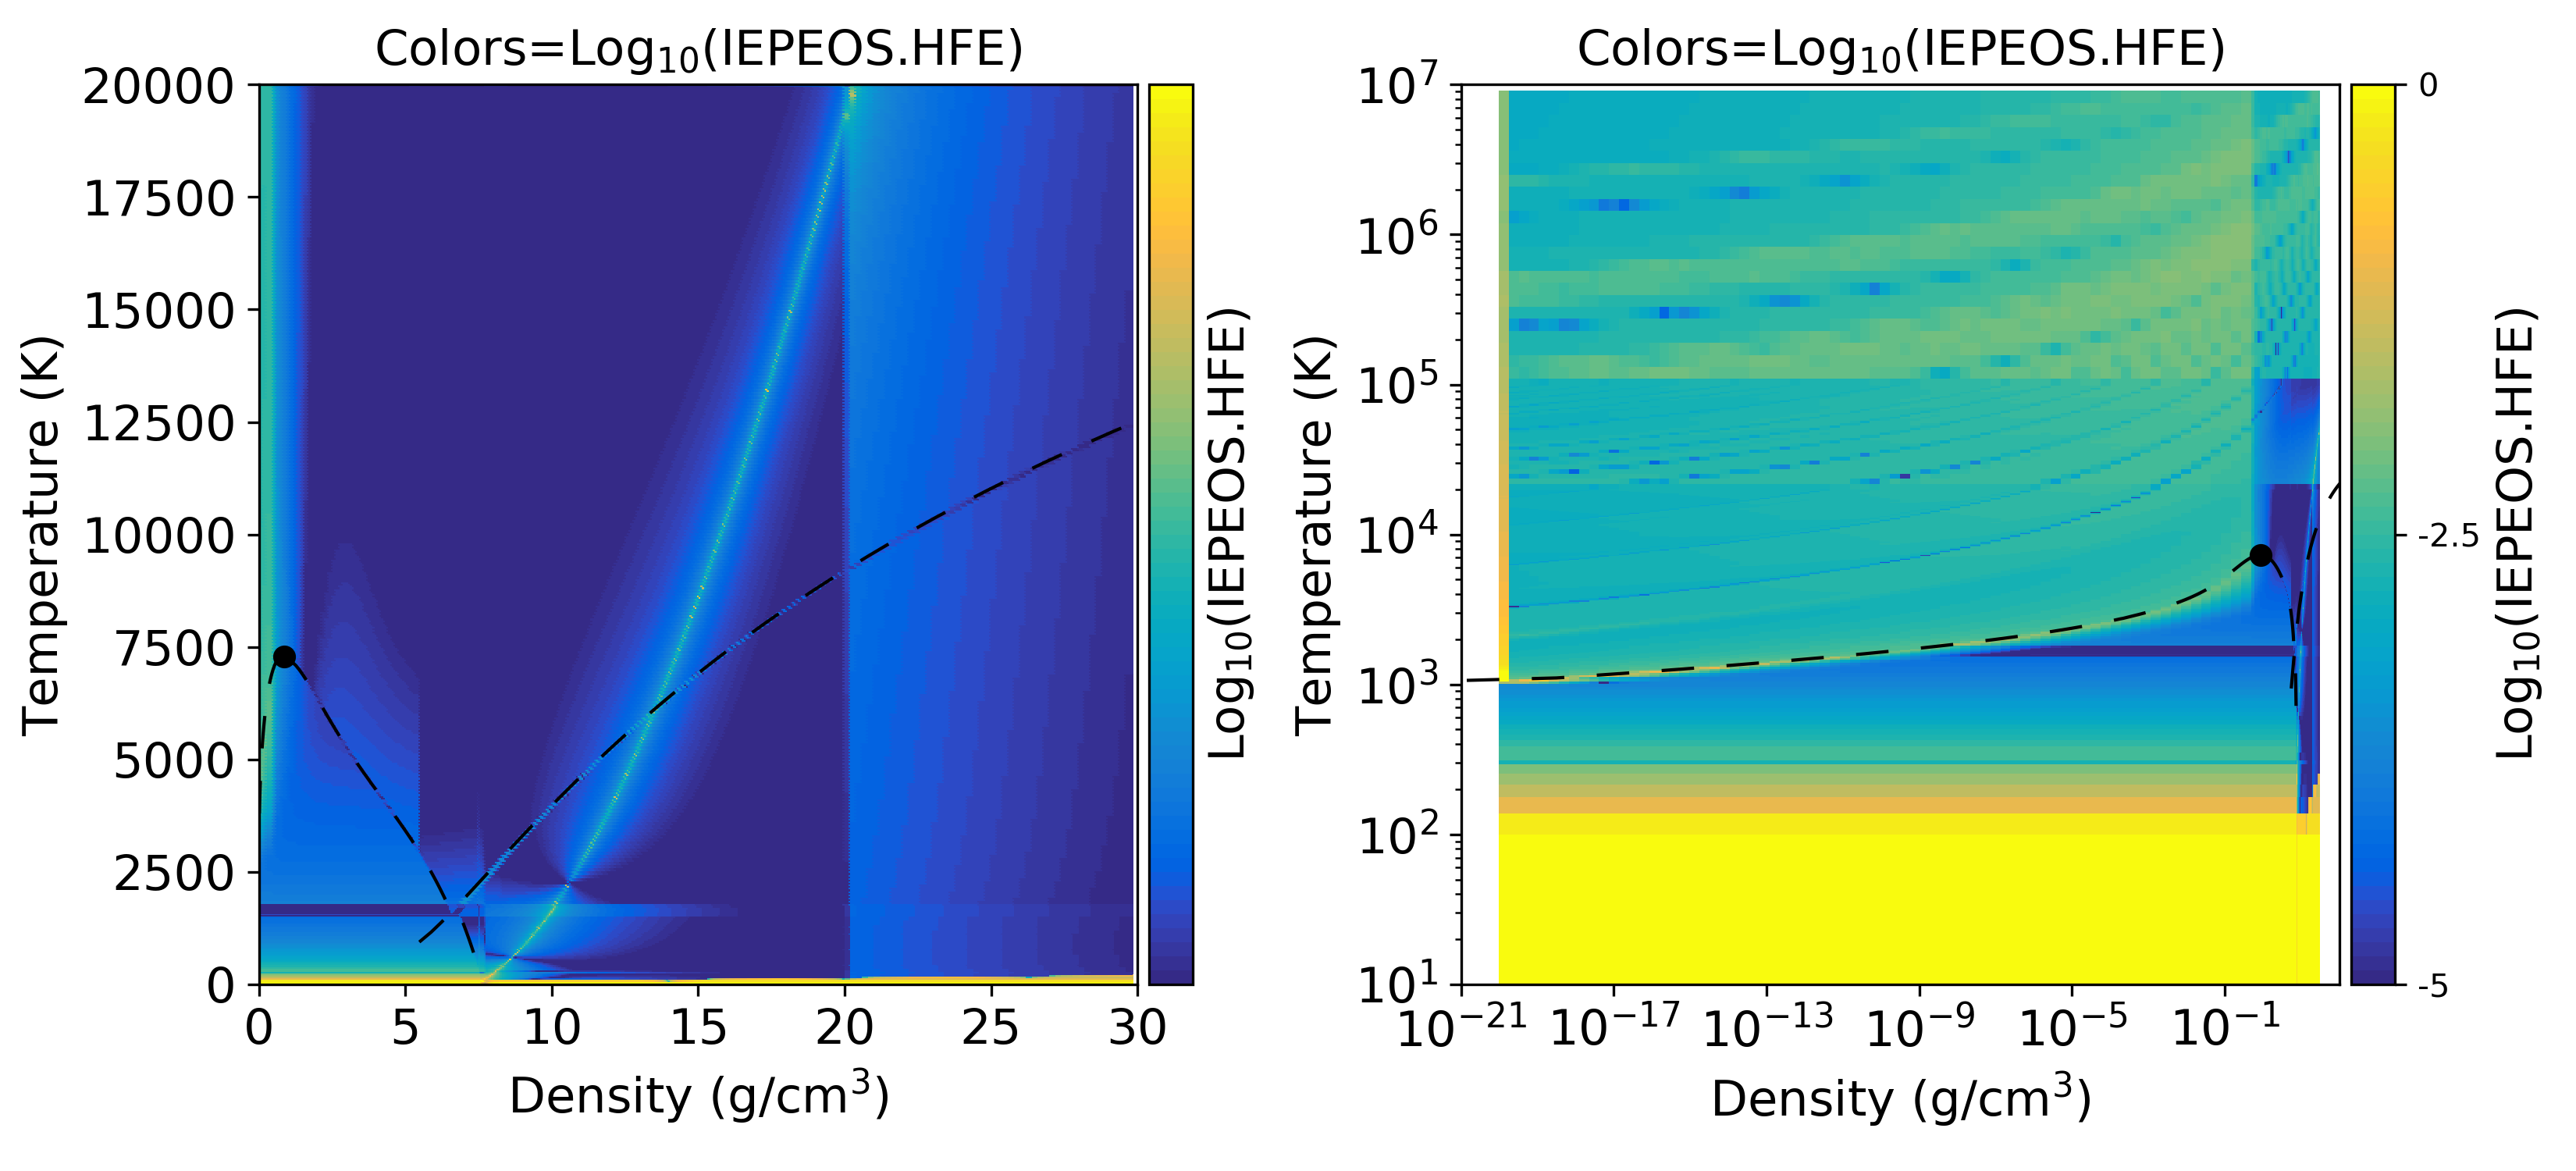 Colors=Log₁₀(IEPEOS.HFE)
20000
17500
15000
12500
10000
7500
5000
2500
0
Temperature (K)
0 5 10 15 20 25 30
Density (g/cm³)
Log₁₀(IEPEOS.HFE)
Colors=Log₁₀(IEPEOS.HFE)
10⁷
10⁶
10⁵
10⁴
10³
10²
10¹
Temperature (K)
10⁻²¹ 10⁻¹⁷ 10⁻¹³ 10⁻⁹ 10⁻⁵ 10⁻¹
Density (g/cm³)
0
-2.5
-5
Log₁₀(IEPEOS.HFE)